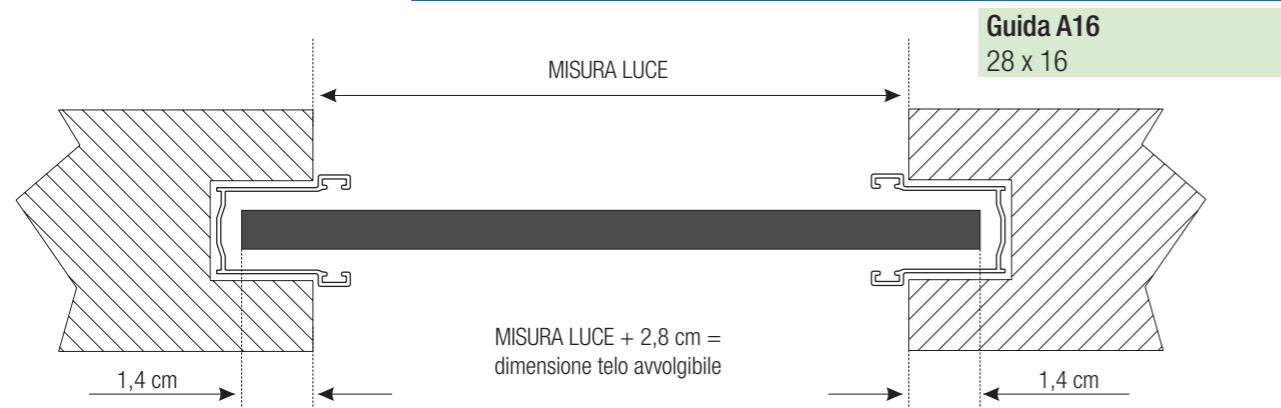 Guida A16
28 x 16
MISURA LUCE
MISURA LUCE + 2,8 cm =
dimensione telo avvolgibile
1,4 cm
1,4 cm